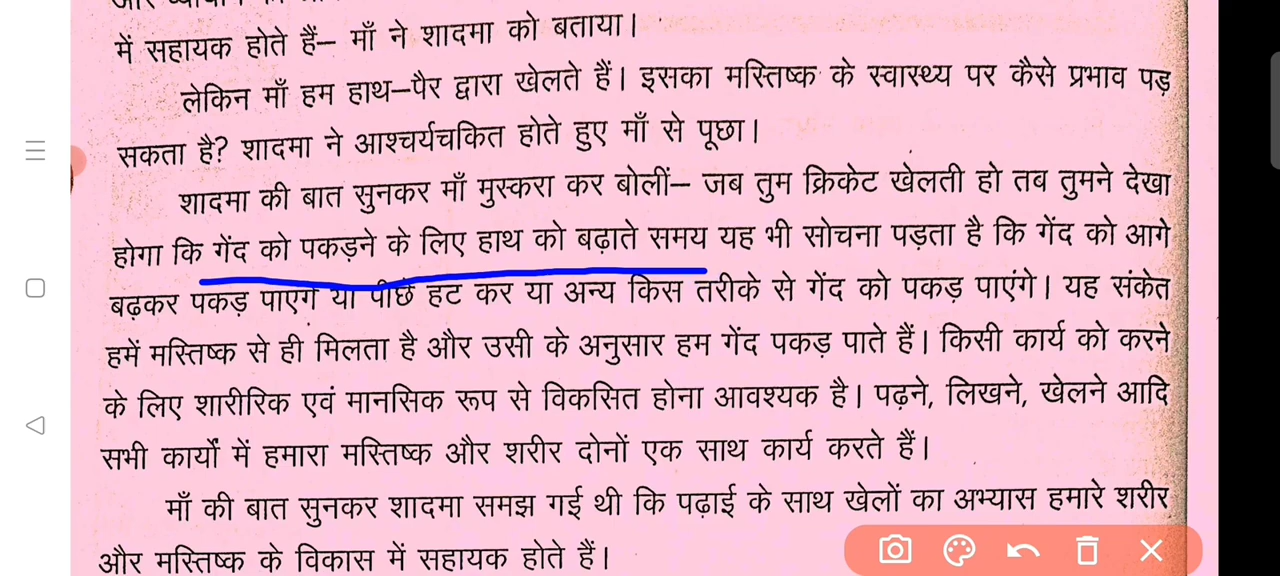 में सहायक होते हैं– माँ ने शादमा को बताया।
लेकिन माँ हम हाथ–पैर द्वारा खेलते हैं। इसका मस्तिष्क के स्वास्थ्य पर कैसे प्रभाव पड़
सकता है? शादमा ने आश्चर्यचकित होते हुए माँ से पूछा।
शादमा की बात सुनकर माँ मुस्करा कर बोलीं– जब तुम क्रिकेट खेलती हो तब तुमने देखा
होगा कि गेंद को पकड़ने के लिए हाथ को बढ़ाते समय यह भी सोचना पड़ता है कि गेंद को आगे
बढ़कर पकड़ पाएंगे या पीछे हट कर या अन्य किस तरीके से गेंद को पकड़ पाएंगे। यह संकेत
हमें मस्तिष्क से ही मिलता है और उसी के अनुसार हम गेंद पकड़ पाते हैं। किसी कार्य को करने
के लिए शारीरिक एवं मानसिक रूप से विकसित होना आवश्यक है। पढ़ने, लिखने, खेलने आदि
सभी कार्यों में हमारा मस्तिष्क और शरीर दोनों एक साथ कार्य करते हैं।
माँ की बात सुनकर शादमा समझ गई थी कि पढ़ाई के साथ खेलों का अभ्यास हमारे शरीर
और मस्तिष्क के विकास में सहायक होते हैं।